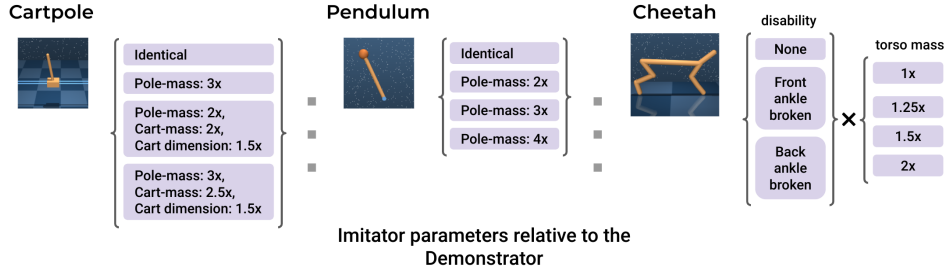 Cartpole
Identical
Pole-mass: 3x
Pole-mass: 2x,
Cart-mass: 2x,
Cart dimension: 1.5x
Pole-mass: 3x,
Cart-mass: 2.5x,
Cart dimension: 1.5x
Pendulum
Identical
Pole-mass: 2x
Pole-mass: 3x
Pole-mass: 4x
Cheetah
disability
None
Front
ankle
broken
Back
ankle
broken
×
torso mass
1x
1.25x
1.5x
2x
Imitator parameters relative to the
Demonstrator